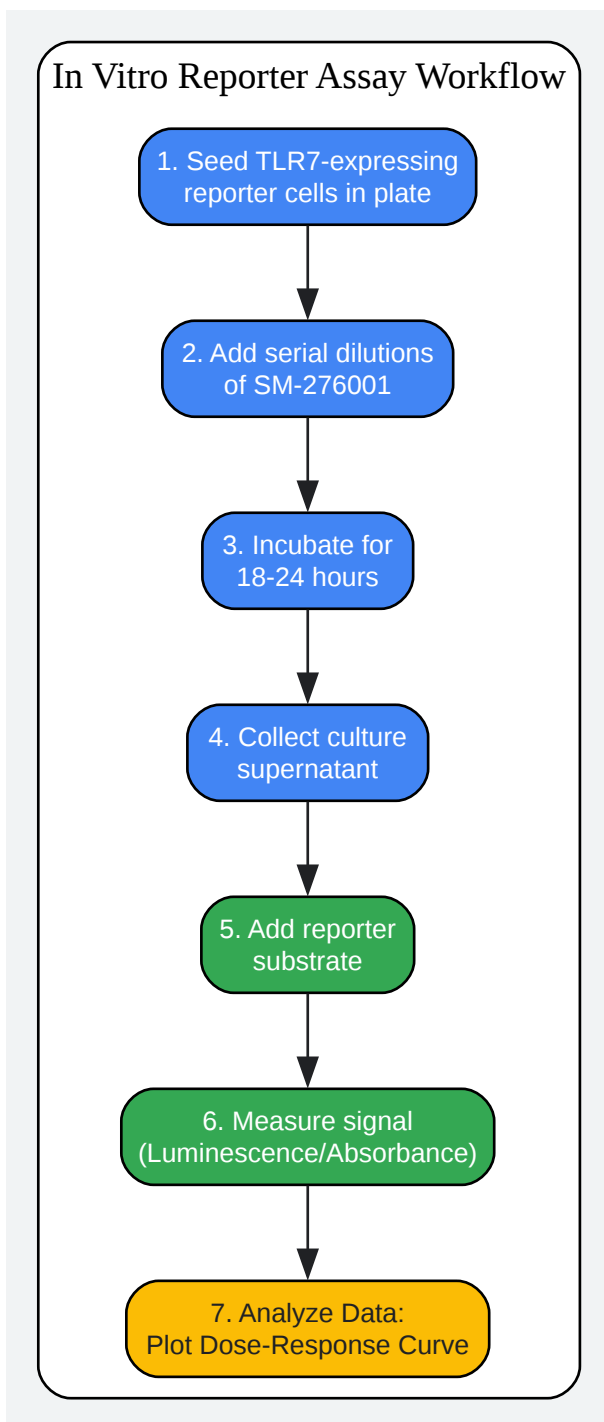 In Vitro Reporter Assay Workflow
1. Seed TLR7-expressing
reporter cells in plate
2. Add serial dilutions
of SM-276001
3. Incubate for
18-24 hours
4. Collect culture
supernatant
5. Add reporter
substrate
6. Measure signal
(Luminescence/Absorbance)
7. Analyze Data:
Plot Dose-Response Curve